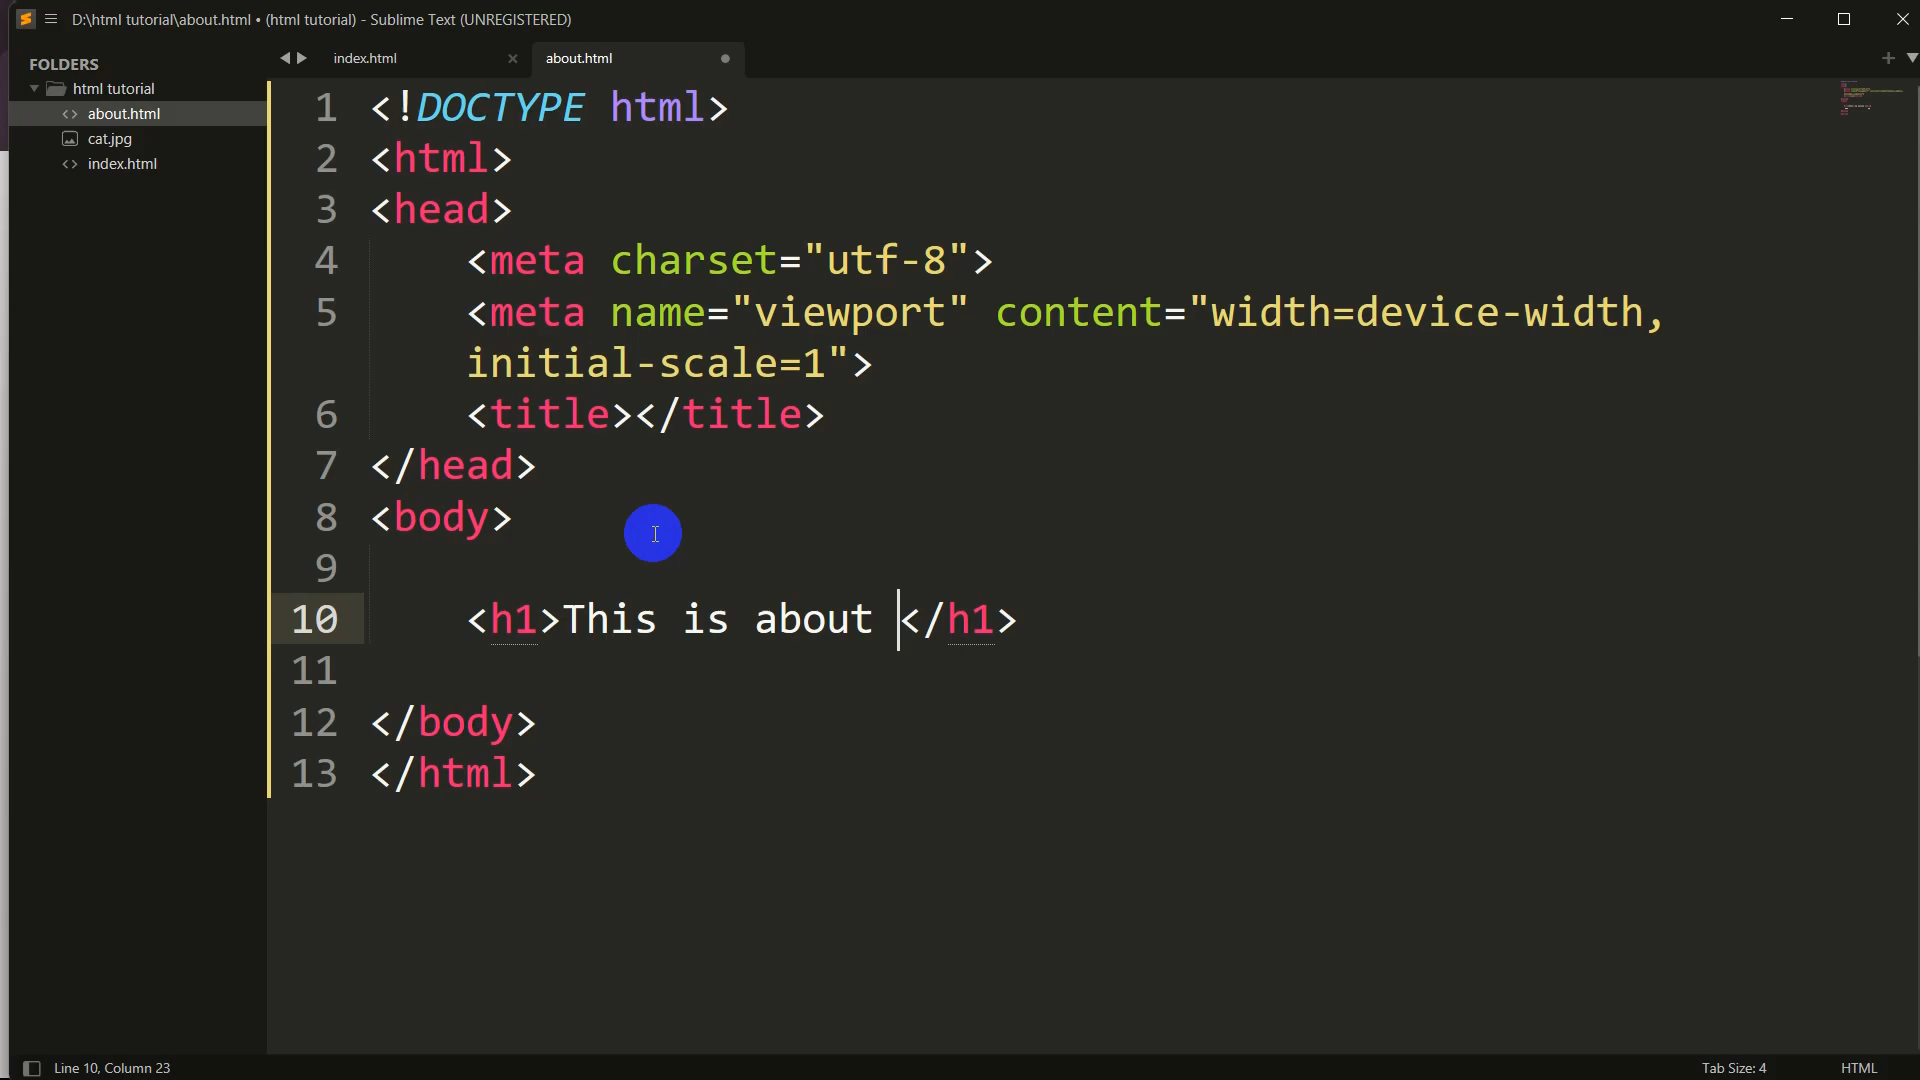 D:\html tutorial\about.html • (html tutorial) - Sublime Text (UNREGISTERED)
FOLDERS
html tutorial
about.html
cat.jpg
index.html
index.html
about.html
1 <!DOCTYPE html>
2 <html>
3 <head>
4 <meta charset="utf-8">
5 <meta name="viewport" content="width=device-width,
initial-scale=1">
6 <title></title>
7 </head>
8 <body>
9
10 <h1>This is about </h1>
11
12 </body>
13 </html>
Line 10, Column 23
Tab Size: 4
HTML